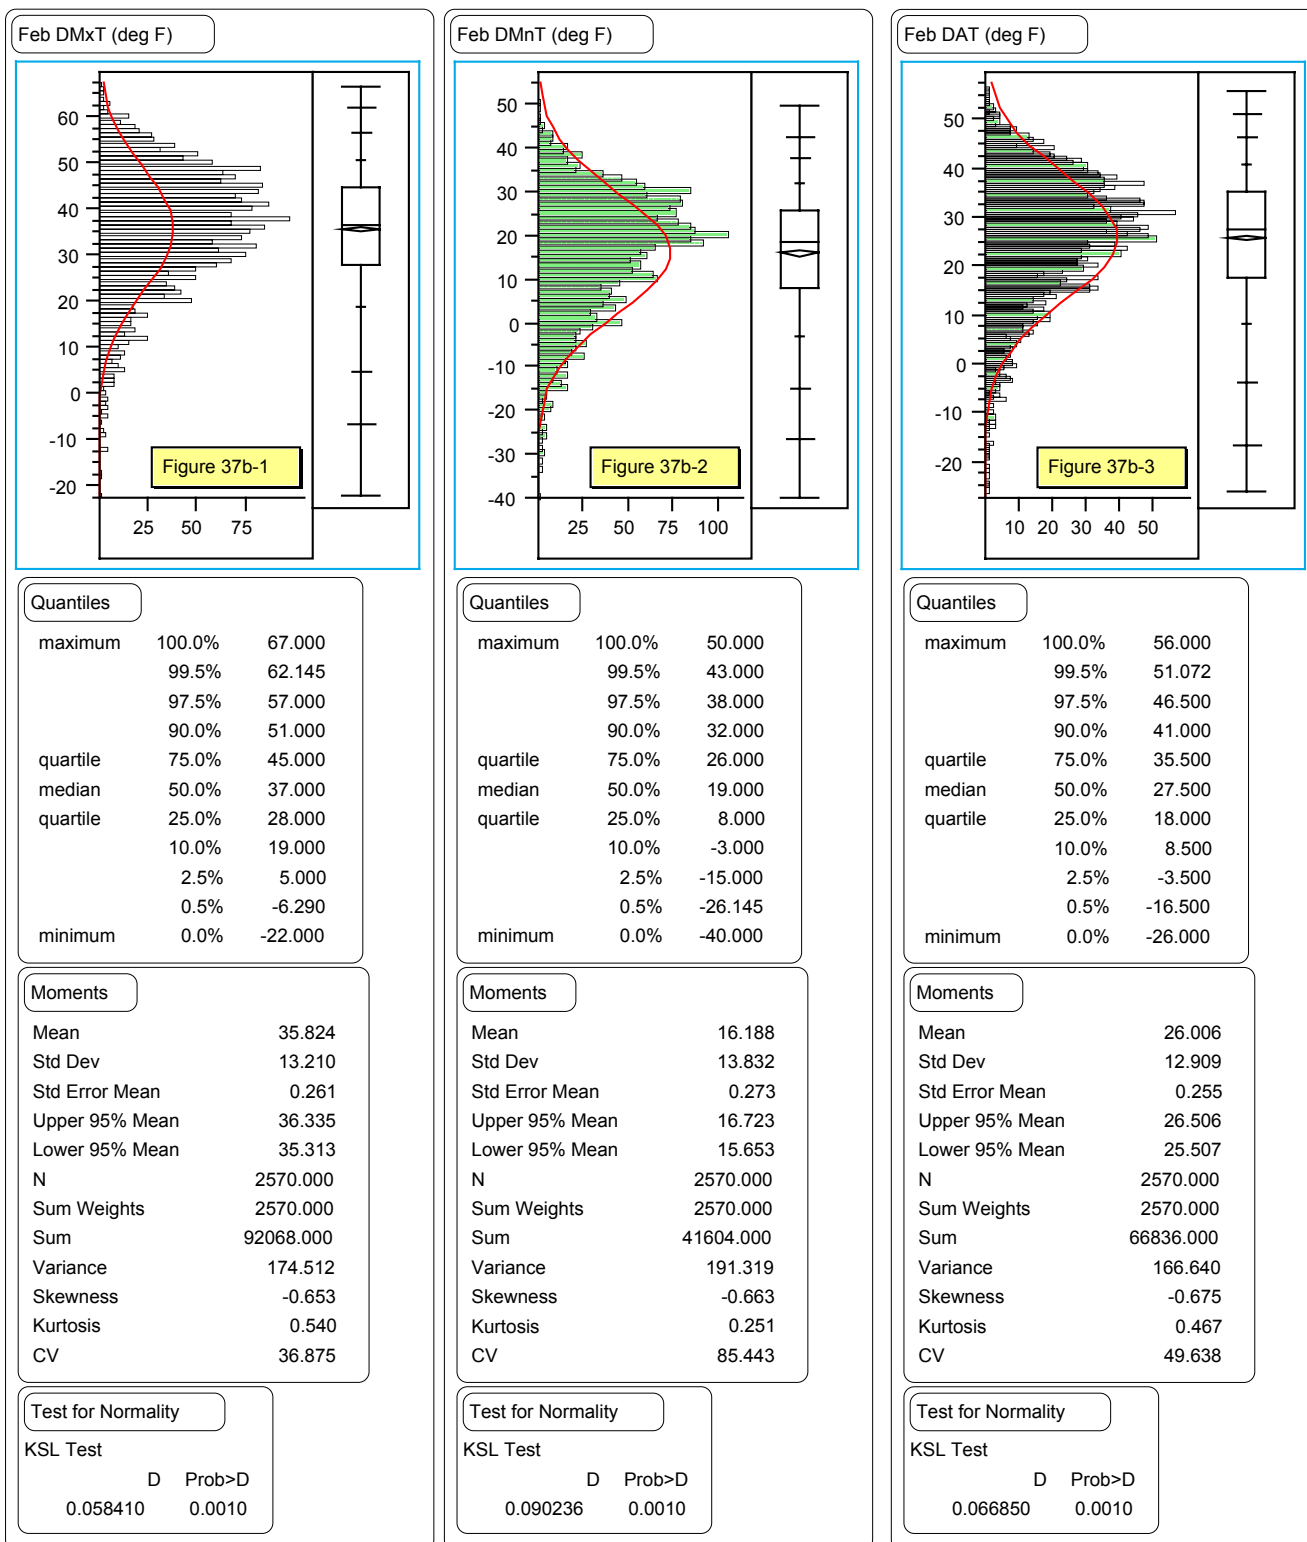 Feb DMxT (deg F)
60
50
40
30
20
10
0
-10
-20
25 50 75
Figure 37b-1
Quantiles
maximum 100.0% 67.000
99.5% 62.145
97.5% 57.000
90.0% 51.000
quartile 75.0% 45.000
median 50.0% 37.000
quartile 25.0% 28.000
10.0% 19.000
2.5% 5.000
0.5% -6.290
minimum 0.0% -22.000
Moments
Mean 35.824
Std Dev 13.210
Std Error Mean 0.261
Upper 95% Mean 36.335
Lower 95% Mean 35.313
N 2570.000
Sum Weights 2570.000
Sum 92068.000
Variance 174.512
Skewness -0.653
Kurtosis 0.540
CV 36.875
Test for Normality
KSL Test
D Prob>D
0.058410 0.0010
Feb DMnT (deg F)
50
40
30
20
10
0
-10
-20
-30
-40
25 50 75 100
Figure 37b-2
Quantiles
maximum 100.0% 50.000
99.5% 43.000
97.5% 38.000
90.0% 32.000
quartile 75.0% 26.000
median 50.0% 19.000
quartile 25.0% 8.000
10.0% -3.000
2.5% -15.000
0.5% -26.145
minimum 0.0% -40.000
Moments
Mean 16.188
Std Dev 13.832
Std Error Mean 0.273
Upper 95% Mean 16.723
Lower 95% Mean 15.653
N 2570.000
Sum Weights 2570.000
Sum 41604.000
Variance 191.319
Skewness -0.663
Kurtosis 0.251
CV 85.443
Test for Normality
KSL Test
D Prob>D
0.090236 0.0010
Feb DAT (deg F)
50
40
30
20
10
0
-10
-20
10 20 30 40 50
Figure 37b-3
Quantiles
maximum 100.0% 56.000
99.5% 51.072
97.5% 46.500
90.0% 41.000
quartile 75.0% 35.500
median 50.0% 27.500
quartile 25.0% 18.000
10.0% 8.500
2.5% -3.500
0.5% -16.500
minimum 0.0% -26.000
Moments
Mean 26.006
Std Dev 12.909
Std Error Mean 0.255
Upper 95% Mean 26.506
Lower 95% Mean 25.507
N 2570.000
Sum Weights 2570.000
Sum 66836.000
Variance 166.640
Skewness -0.675
Kurtosis 0.467
CV 49.638
Test for Normality
KSL Test
D Prob>D
0.066850 0.0010